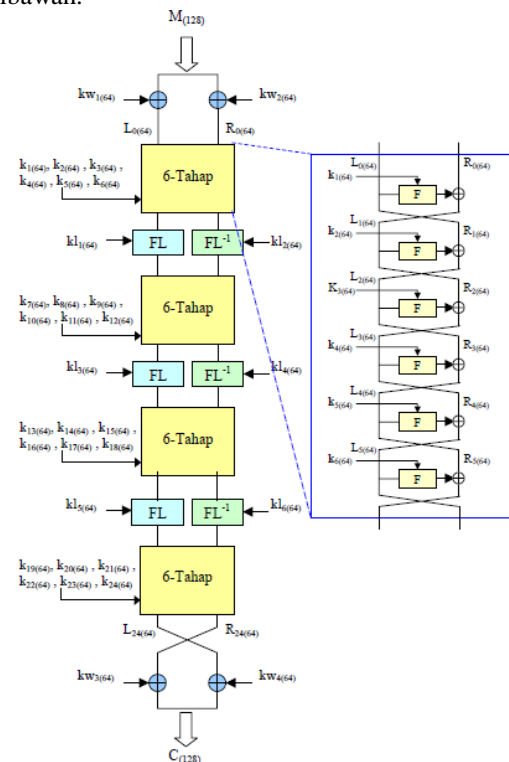 M(128)
kw1(64)
kw2(64)
L0(64)
R0(64)
k1(64), k2(64) , k3(64) ,
k4(64) , k5(64) , k6(64)
6-Tahap
kl1(64)
FL
FL-1
kl2(64)
k7(64), k8(64) , k9(64) ,
k10(64) , k11(64) , k12(64)
6-Tahap
kl3(64)
FL
FL-1
kl4(64)
k13(64) , k14(64) , k15(64) ,
k16(64) , k17(64) , k18(64)
6-Tahap
kl5(64)
FL
FL-1
kl6(64)
k19(64), k20(64) , k21(64) ,
k22(64) , k23(64) , k24(64)
6-Tahap
L24(64)
R24(64)
kw3(64)
kw4(64)
C(128)
L0(64)
R0(64)
k1(64)
F
L1(64)
R1(64)
k2(64)
F
L2(64)
R2(64)
K3(64)
F
L3(64)
R3(64)
k4(64)
F
L4(64)
R4(64)
k5(64)
F
L5(64)
R5(64)
k6(64)
F